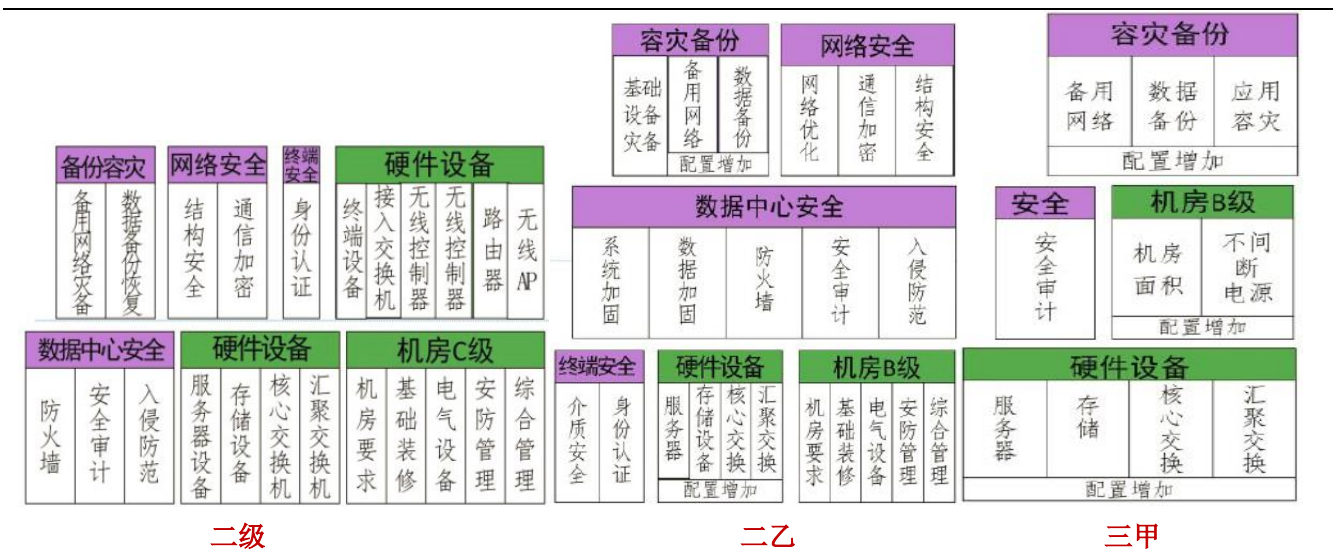 备份容灾
备用网络灾备
数据备份恢复
网络安全
结构安全
通信加密
终端安全
身份认证
硬件设备
终端设备
接入交换机
无线控制器
无线控制器
路由器
无线AP
数据中心安全
防火墙
安全审计
入侵防范
硬件设备
服务器设备
存储设备
核心交换机
汇聚交换机
机房C级
机房要求
基础装修
电气设备
安防管理
综合管理
二级
容灾备份
基础设备灾备
备用网络
数据备份
配置增加
网络安全
网络优化
通信加密
结构安全
数据中心安全
系统加固
数据加固
防火墙
安全审计
入侵防范
终端安全
介质安全
身份认证
硬件设备
服务器
存储设备
核心交换
汇聚交换
配置增加
机房B级
机房要求
基础装修
电气设备
安防管理
综合管理
二乙
容灾备份
备用网络
数据备份
应用容灾
配置增加
安全
安全审计
机房B级
机房面积
不间断电源
配置增加
硬件设备
服务器
存储
核心交换
汇聚交换
配置增加
三甲